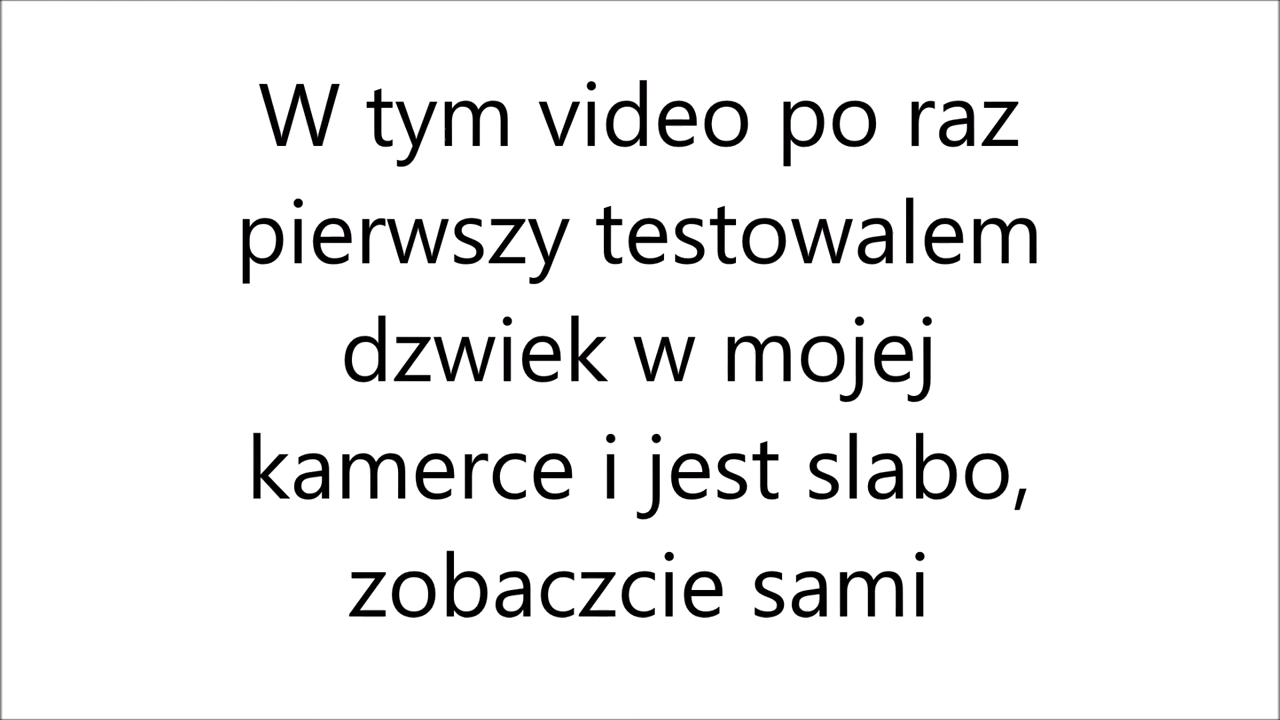 W tym video po raz
pierwszy testowalem
dzwiek w mojej
kamerce i jest slabo,
zobaczcie sami